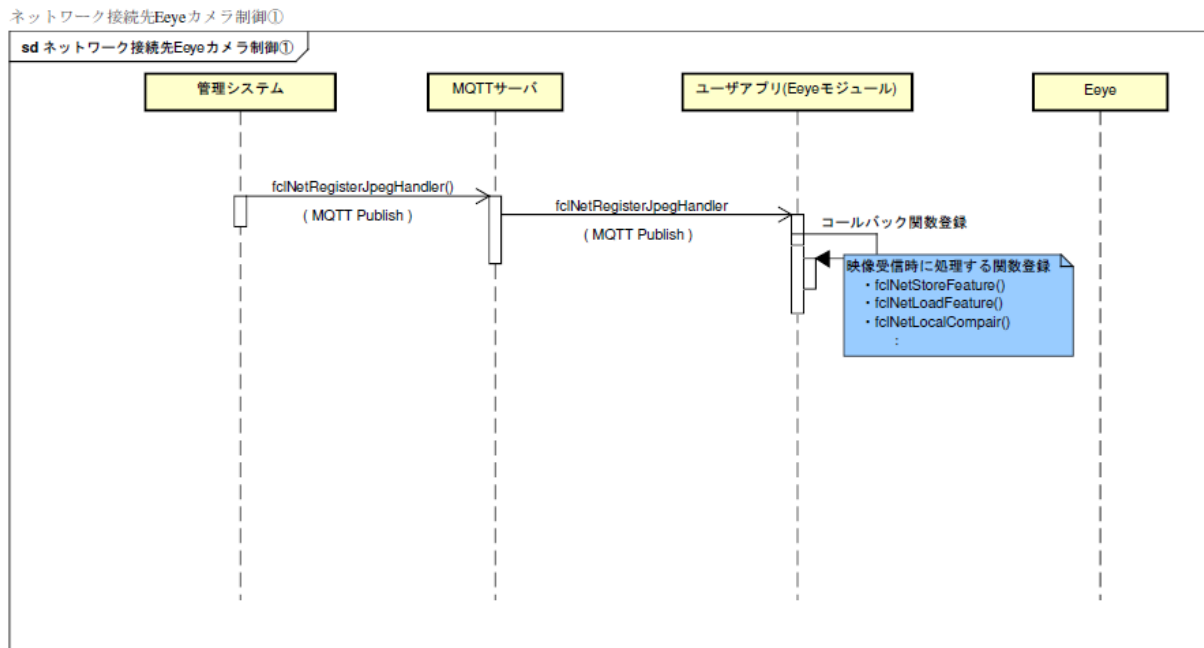 ネットワーク接続先Eeyeカメラ制御①
sd ネットワーク接続先Eeyeカメラ制御①
管理システム
MQTTサーバ
ユーザアプリ(Eeyeモジュール)
Eeye
fclNetRegisterJpegHandler()
( MQTT Publish )
fclNetRegisterJpegHandler
( MQTT Publish )
コールバック関数登録
映像受信時に処理する関数登録
・fclNetStoreFeature()
・fclNetLoadFeature()
・fclNetLocalCompair()
: